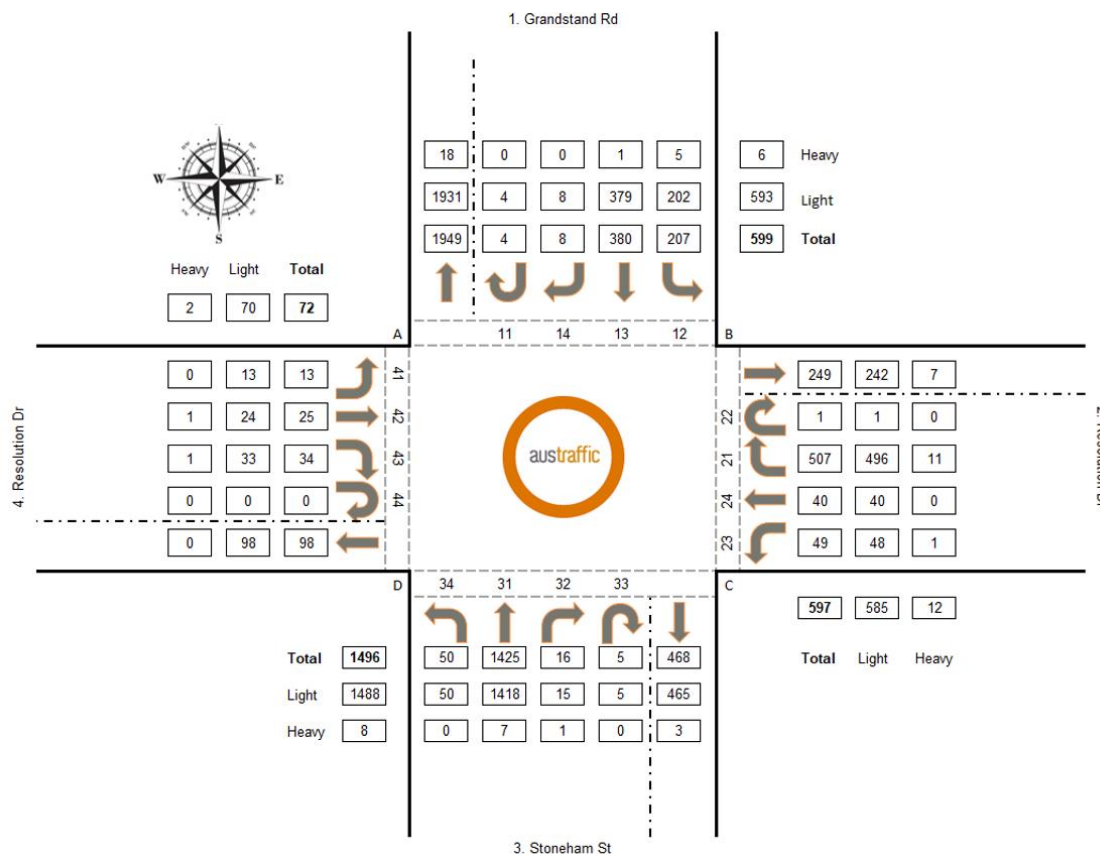 1. Grandstand Rd
N
W E
S
18 0 0 1 5 6 Heavy
1931 4 8 379 202 593 Light
1949 4 8 380 207 599 Total
Heavy Light Total
2 70 72
A 11 14 13 12 B
0 13 13 41 249 242 7
1 24 25 42 22 1 1 0
1 33 34 43 21 507 496 11
0 0 0 44 24 40 40 0
0 98 98 23 49 48 1
4. Resolution Dr
austraffic
D 34 31 32 33 C
597 585 12
Total Light Heavy
Total 1496 50 1425 16 5 468
Light 1488 50 1418 15 5 465
Heavy 8 0 7 1 0 3
3. Stoneham St